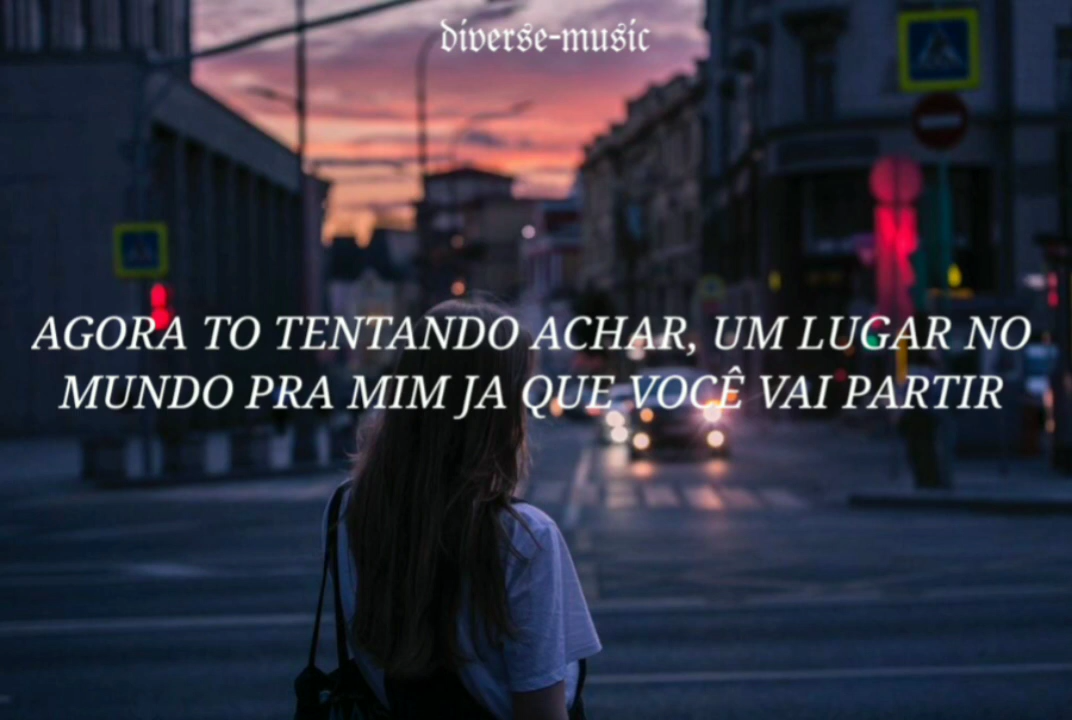 diverse-music
AGORA TO TENTANDO ACHAR, UM LUGAR NO
MUNDO PRA MIM JA QUE VOCÊ VAI PARTIR